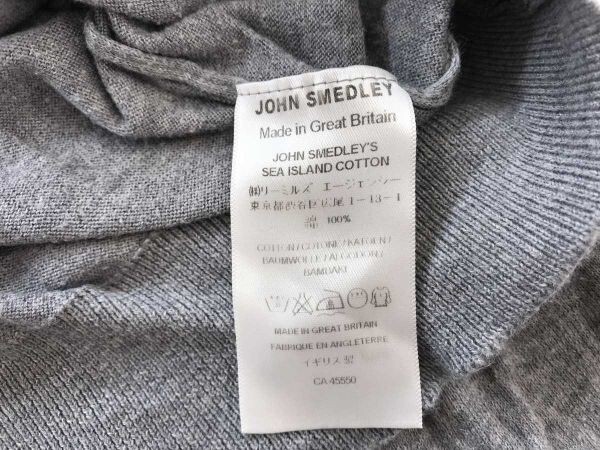 JOHN SMEDLEY
Made in Great Britain
JOHN SMEDLEY'S
SEA ISLAND COTTON
㈱リーミルズ エージェンシー
東京都渋谷区広尾1-13-1
綿 100%
COTTON/COTONE/KATOEN/
BAUMWOLLE/ALGODON/
BAMBAKI
MADE IN GREAT BRITAIN
FABRIQUE EN ANGLETERRE
イギリス製
CA 45550